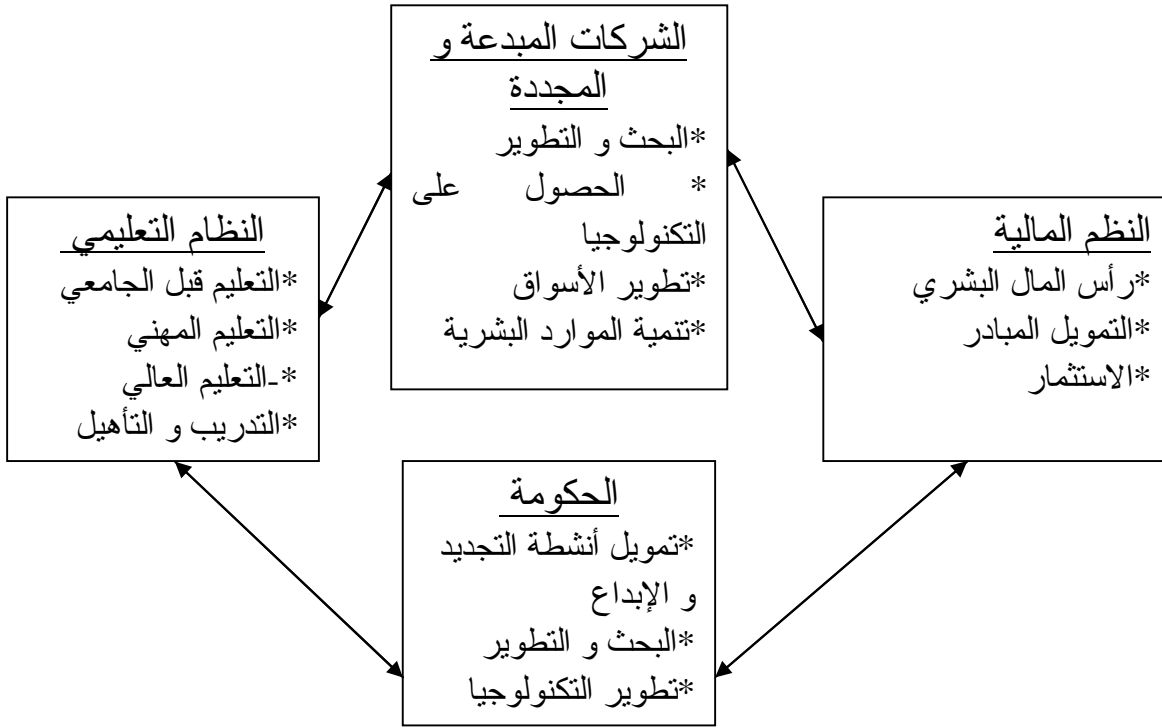 الشركات المبدعة و
المجددة
*البحث و التطوير
* الحصول على
التكنولوجيا
*تطوير الأسواق
*تنمية الموارد البشرية
النظم المالية
*رأس المال البشري
*التمويل المبادر
*الاستثمار
النظام التعليمي
*التعليم قبل الجامعي
*التعليم المهني
*-التعليم العالي
*التدريب و التأهيل
الحكومة
*تمويل أنشطة التجديد
و الإبداع
*البحث و التطوير
*تطوير التكنولوجيا